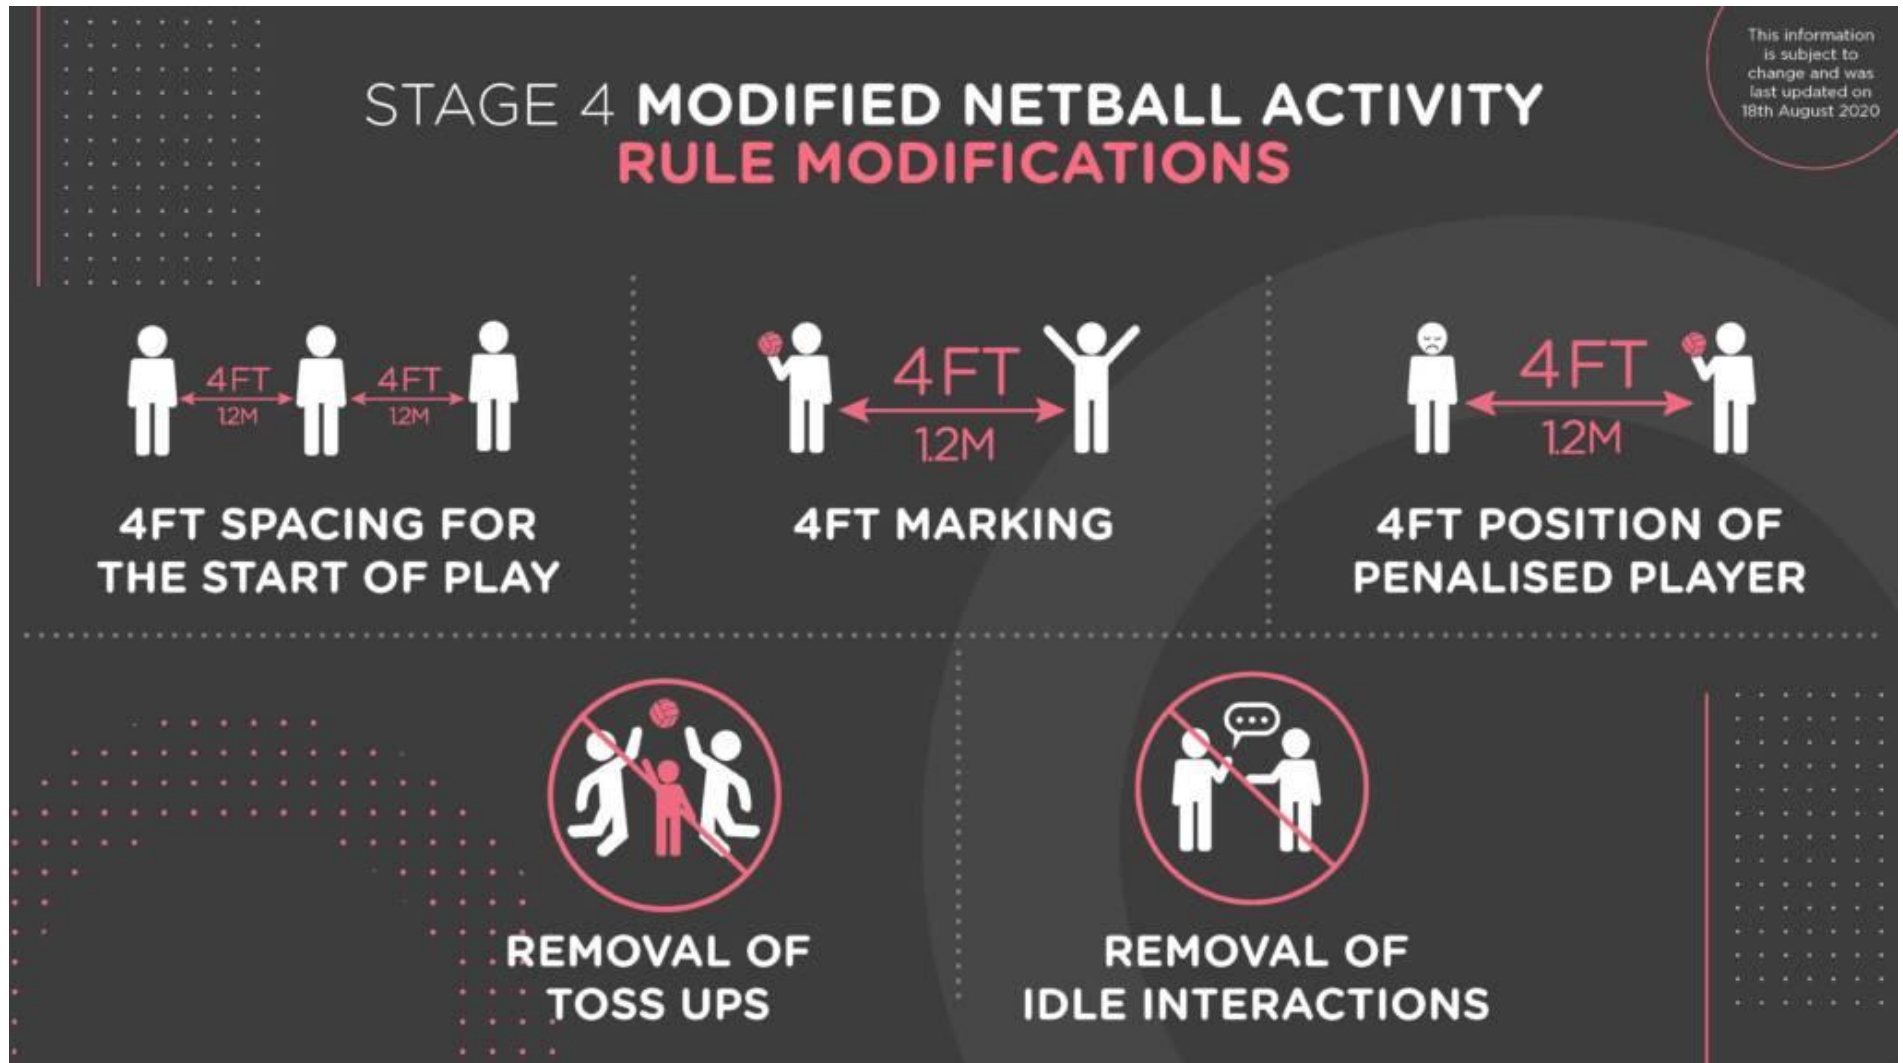 This information
is subject to
change and was
last updated on
18th August 2020
STAGE 4 MODIFIED NETBALL ACTIVITY
RULE MODIFICATIONS
4FT
1.2M
4FT
1.2M
4FT SPACING FOR
THE START OF PLAY
4FT
1.2M
4FT MARKING
4FT
1.2M
4FT POSITION OF
PENALISED PLAYER
REMOVAL OF
TOSS UPS
REMOVAL OF
IDLE INTERACTIONS